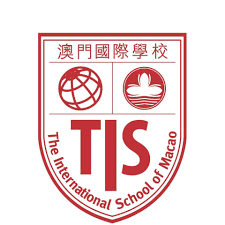 澳門國際學校
TIS
The International School of Macao